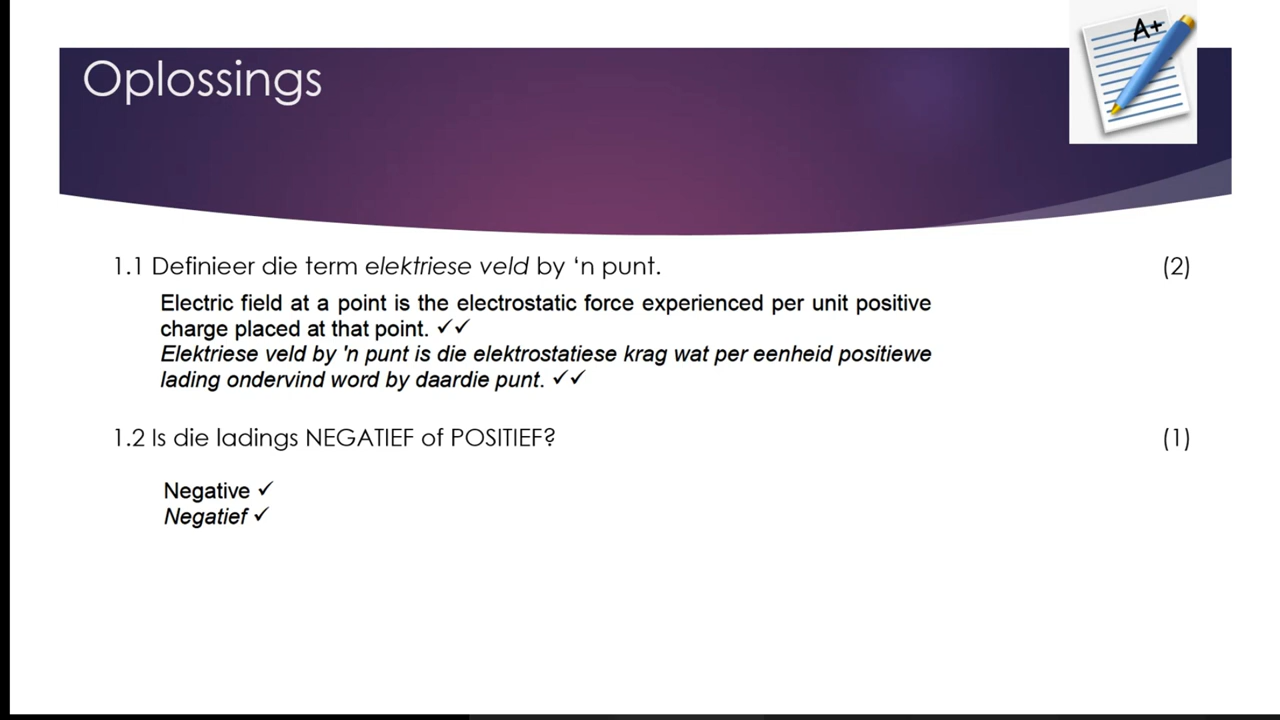 Oplossings
A+
1.1 Definieer die term elektriese veld by ‘n punt. (2)
Electric field at a point is the electrostatic force experienced per unit positive
charge placed at that point. ✓✓
Elektriese veld by 'n punt is die elektrostatiese krag wat per eenheid positiewe
lading ondervind word by daardie punt. ✓✓
1.2 Is die ladings NEGATIEF of POSITIEF? (1)
Negative ✓
Negatief ✓